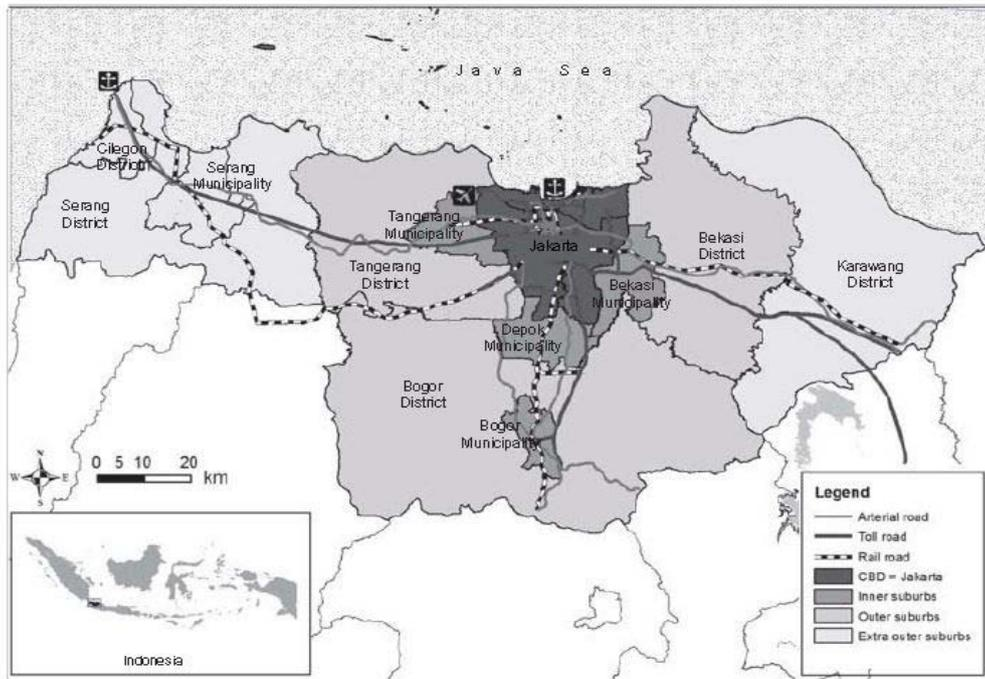 Java Sea
Cilegon
District
Serang
Municipality
Serang
District
Tangerang
Municipality
Jakarta
Tangerang
District
Bekasi
District
Karawang
District
Bekasi
Municipality
Depok
Municipality
Bogor
District
Bogor
Municipality
N
W E
S
0 5 10 20
km
Indonesia
Legend
Arterial road
Toll road
Rail road
CBD = Jakarta
Inner suburbs
Outer suburbs
Extra outer suburbs